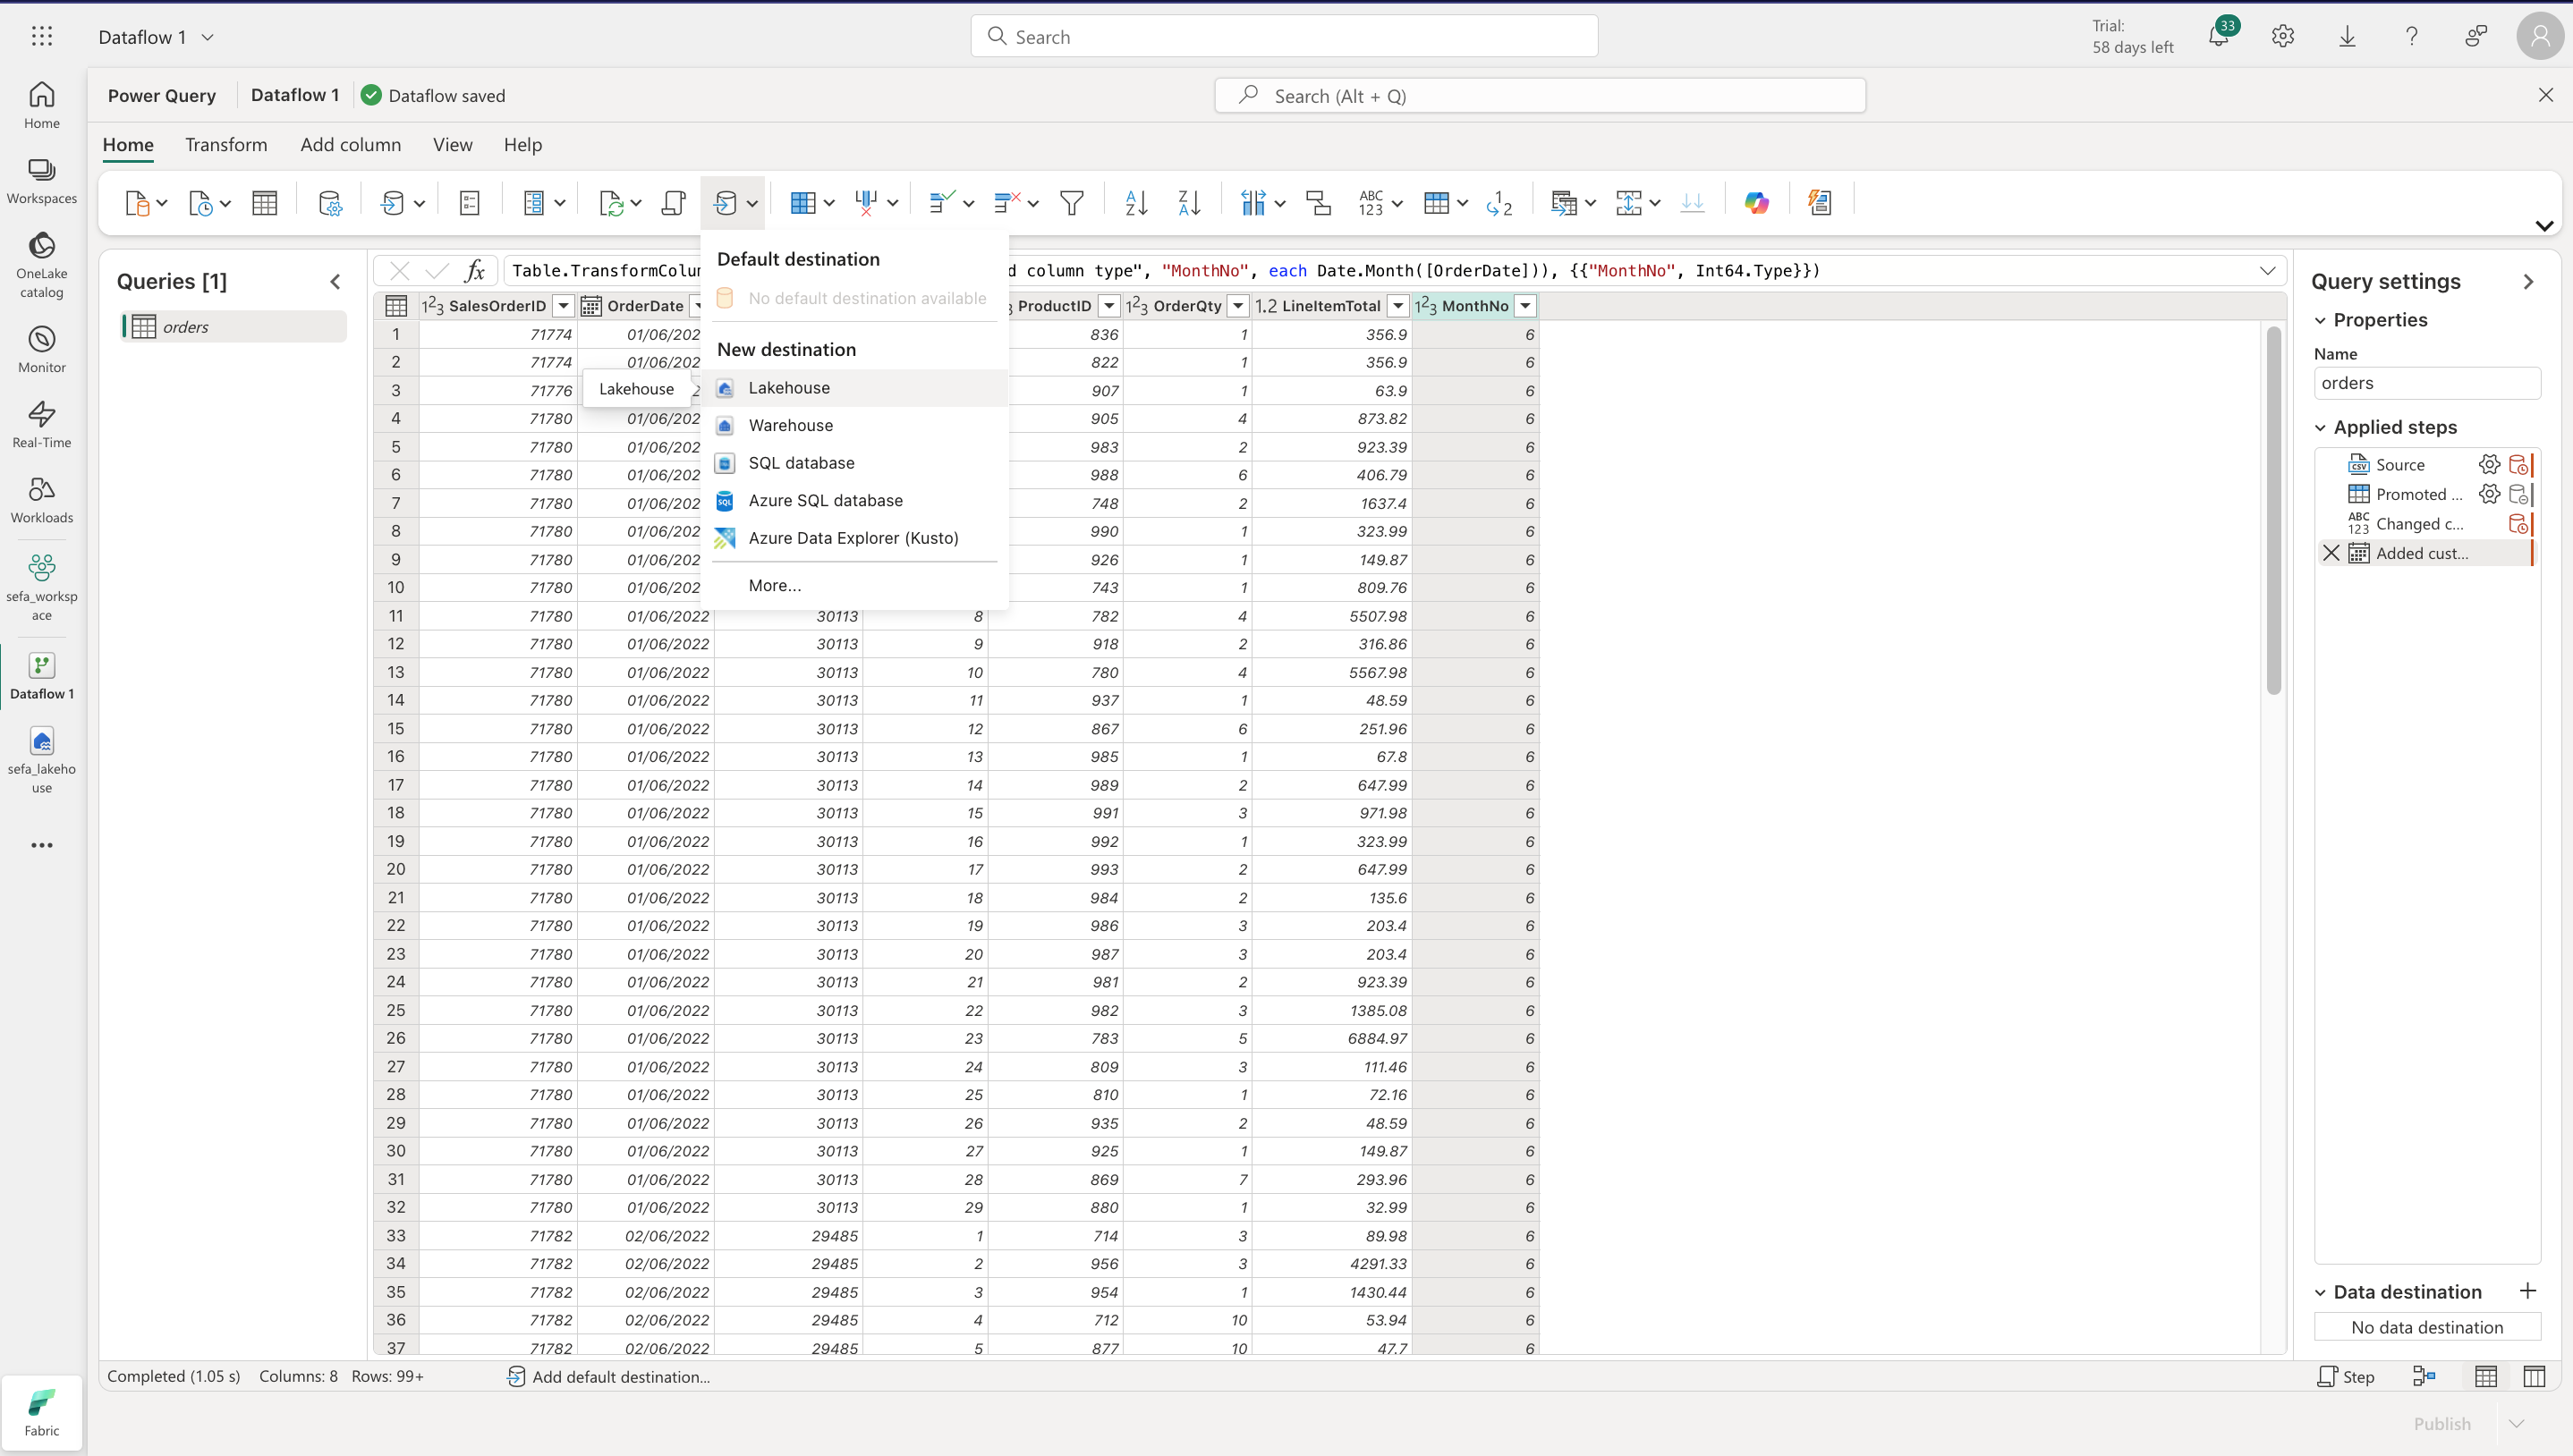 Dataflow 1
Search
Trial:
58 days left
33
Power Query
Dataflow 1
Dataflow saved
Search (Alt + Q)
Home
Transform
Add column
View
Help
Home
Workspaces
OneLake
catalog
Monitor
Real-Time
Workloads
sefa_worksp
ace
Dataflow 1
sefa_lakeho
use
Fabric
Queries [1]
orders
Table.TransformColum
d column type", "MonthNo", each Date.Month([OrderDate])), {{"MonthNo", Int64.Type}})
Default destination
No default destination available
New destination
Lakehouse
Lakehouse
Warehouse
SQL database
Azure SQL database
Azure Data Explorer (Kusto)
More...
SalesOrderID OrderDate ProductID OrderQty LineItemTotal MonthNo
1 71774 01/06/202 836 1 356.9 6
2 71774 01/06/202 822 1 356.9 6
3 71776 2 907 1 63.9 6
4 71780 01/06/202 905 4 873.82 6
5 71780 01/06/202 983 2 923.39 6
6 71780 01/06/202 988 6 406.79 6
7 71780 01/06/202 748 2 1637.4 6
8 71780 01/06/202 990 1 323.99 6
9 71780 01/06/202 926 1 149.87 6
10 71780 01/06/202 743 1 809.76 6
11 71780 01/06/2022 30113 8 782 4 5507.98 6
12 71780 01/06/2022 30113 9 918 2 316.86 6
13 71780 01/06/2022 30113 10 780 4 5567.98 6
14 71780 01/06/2022 30113 11 937 1 48.59 6
15 71780 01/06/2022 30113 12 867 6 251.96 6
16 71780 01/06/2022 30113 13 985 1 67.8 6
17 71780 01/06/2022 30113 14 989 2 647.99 6
18 71780 01/06/2022 30113 15 991 3 971.98 6
19 71780 01/06/2022 30113 16 992 1 323.99 6
20 71780 01/06/2022 30113 17 993 2 647.99 6
21 71780 01/06/2022 30113 18 984 2 135.6 6
22 71780 01/06/2022 30113 19 986 3 203.4 6
23 71780 01/06/2022 30113 20 987 3 203.4 6
24 71780 01/06/2022 30113 21 981 2 923.39 6
25 71780 01/06/2022 30113 22 982 3 1385.08 6
26 71780 01/06/2022 30113 23 783 5 6884.97 6
27 71780 01/06/2022 30113 24 809 3 111.46 6
28 71780 01/06/2022 30113 25 810 1 72.16 6
29 71780 01/06/2022 30113 26 935 2 48.59 6
30 71780 01/06/2022 30113 27 925 1 149.87 6
31 71780 01/06/2022 30113 28 869 7 293.96 6
32 71780 01/06/2022 30113 29 880 1 32.99 6
33 71782 02/06/2022 29485 1 714 3 89.98 6
34 71782 02/06/2022 29485 2 956 3 4291.33 6
35 71782 02/06/2022 29485 3 954 1 1430.44 6
36 71782 02/06/2022 29485 4 712 10 53.94 6
37 71782 02/06/2022 29485 5 877 10 47.7 6
Query settings
Properties
Name
orders
Applied steps
Source
Promoted ...
Changed c...
Added cust...
Data destination
No data destination
Completed (1.05 s) Columns: 8 Rows: 99+
Add default destination...
Step
Publish